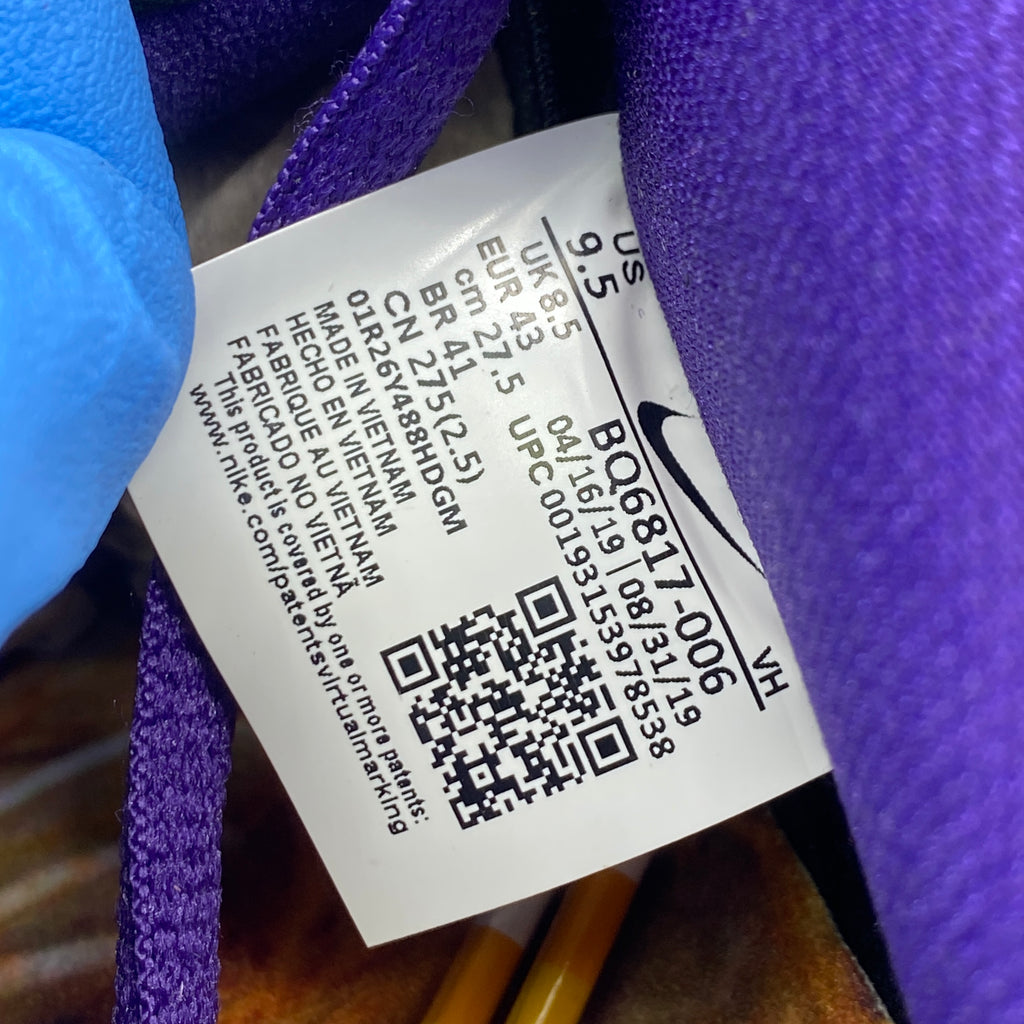 US
9.5
VH
UK 8.5
EUR 43
cm 27.5
BR 41
CN 275(2.5)
BQ6817-006
04/16/19 | 08/31/19
UPC 00193153978538
01R26Y488HDGM
MADE IN VIETNAM
HECHO EN VIETNAM
FABRIQUE AU VIETNAM
FABRICADO NO VIETNÃ
This product is covered by one or more patents:
www.nike.com/patentsvirtualmarking